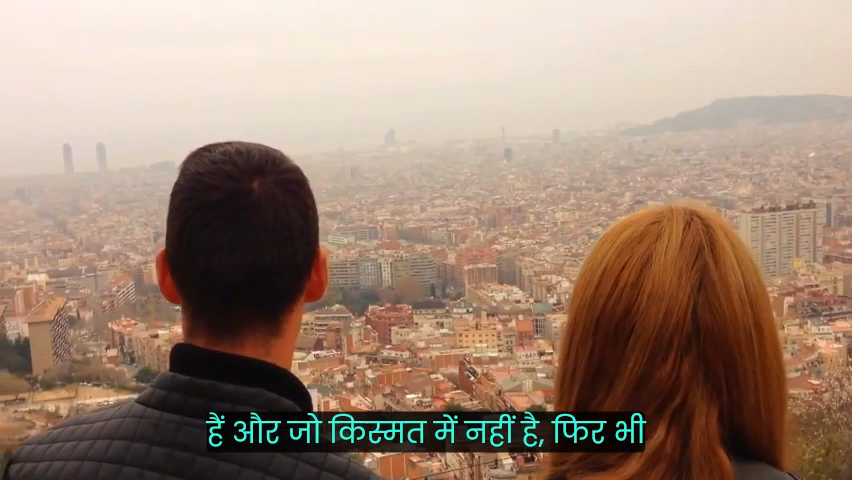 हैं और जो किस्मत में नहीं है, फिर भी